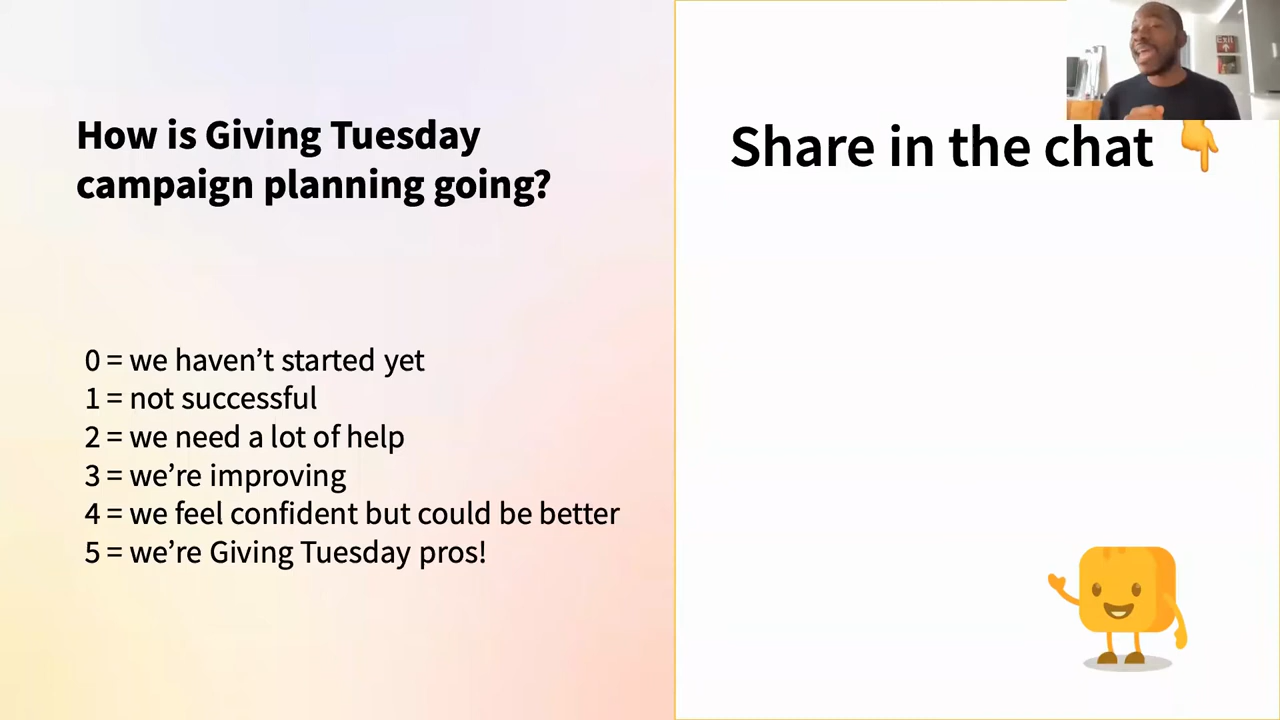 How is Giving Tuesday
campaign planning going?
0 = we haven’t started yet
1 = not successful
2 = we need a lot of help
3 = we’re improving
4 = we feel confident but could be better
5 = we’re Giving Tuesday pros!
Share in the chat 👇
Exit